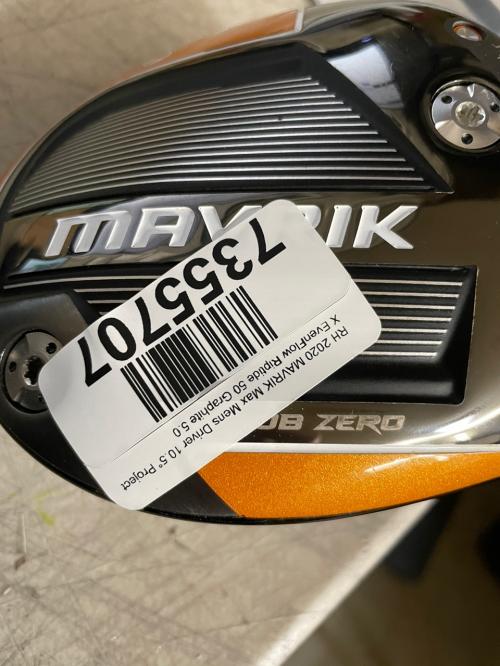 MAVRIK
7355707
RH 2020 MAVRIK Max Mens Driver 10.5° Project
X EvenFlow Riptide 50 Graphite 5.0
ZERO